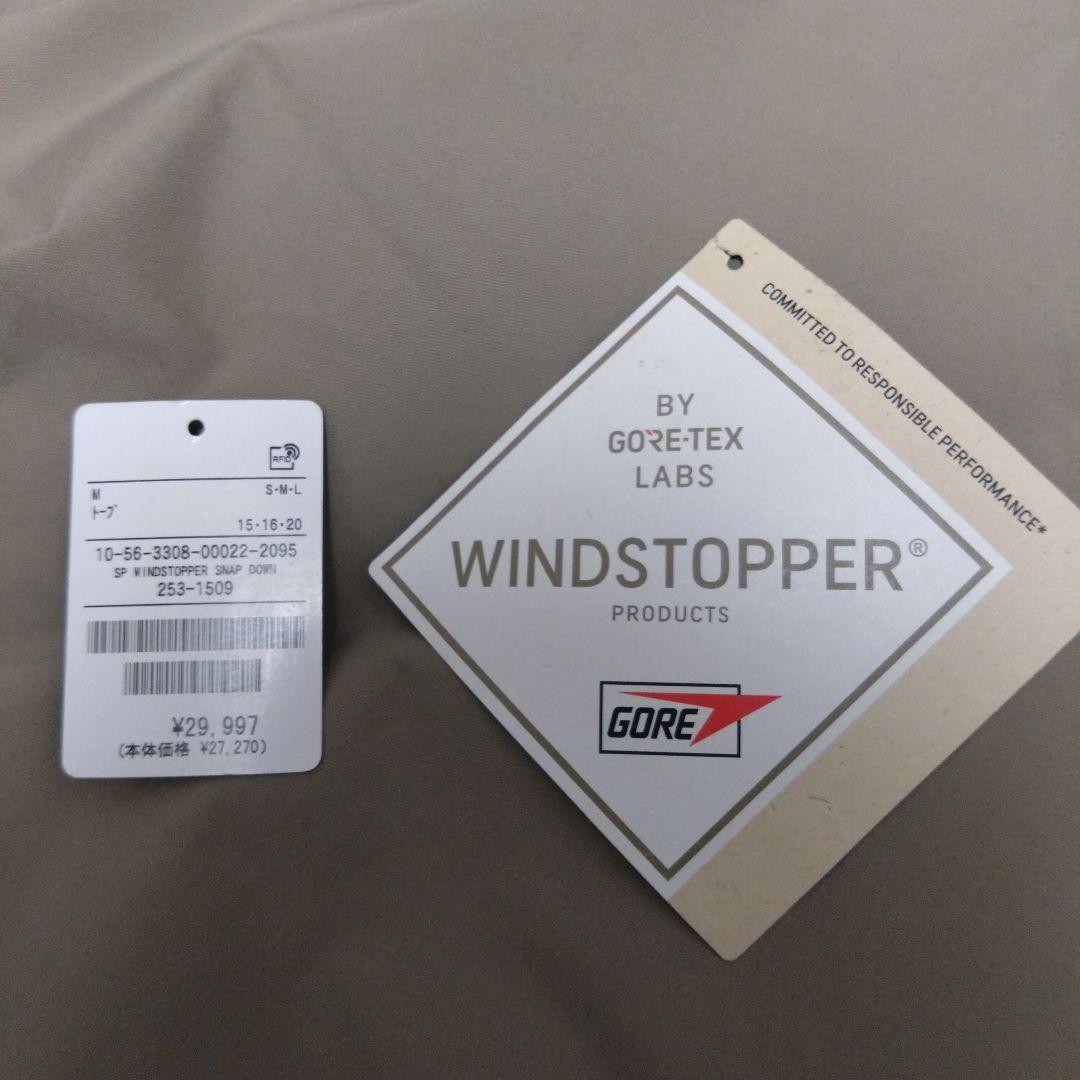 RFID
M
S・M・L
トープ
15・16・20
10-56-3308-00022-2095
SP WINDSTOPPER SNAP DOWN
253-1509
¥29,997
(本体価格 ¥27,270)
COMMITTED TO RESPONSIBLE PERFORMANCE*
BY
GORE-TEX
LABS
WINDSTOPPER®
PRODUCTS
GORE